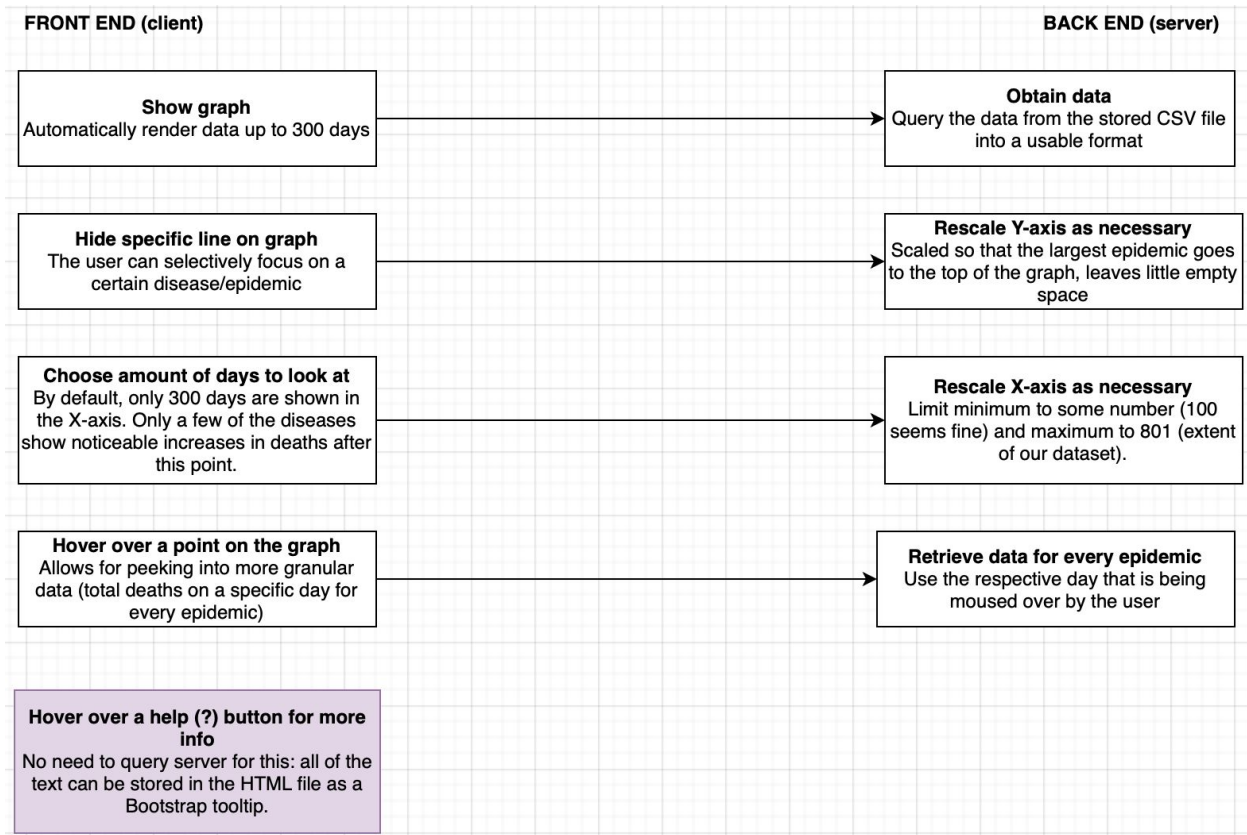 FRONT END (client)
BACK END (server)
Show graph
Automatically render data up to 300 days
Obtain data
Query the data from the stored CSV file
into a usable format
Hide specific line on graph
The user can selectively focus on a
certain disease/epidemic
Rescale Y-axis as necessary
Scaled so that the largest epidemic goes
to the top of the graph, leaves little empty
space
Choose amount of days to look at
By default, only 300 days are shown in
the X-axis. Only a few of the diseases
show noticeable increases in deaths after
this point.
Rescale X-axis as necessary
Limit minimum to some number (100
seems fine) and maximum to 801 (extent
of our dataset).
Hover over a point on the graph
Allows for peeking into more granular
data (total deaths on a specific day for
every epidemic)
Retrieve data for every epidemic
Use the respective day that is being
moused over by the user
Hover over a help (?) button for more
info
No need to query server for this: all of the
text can be stored in the HTML file as a
Bootstrap tooltip.